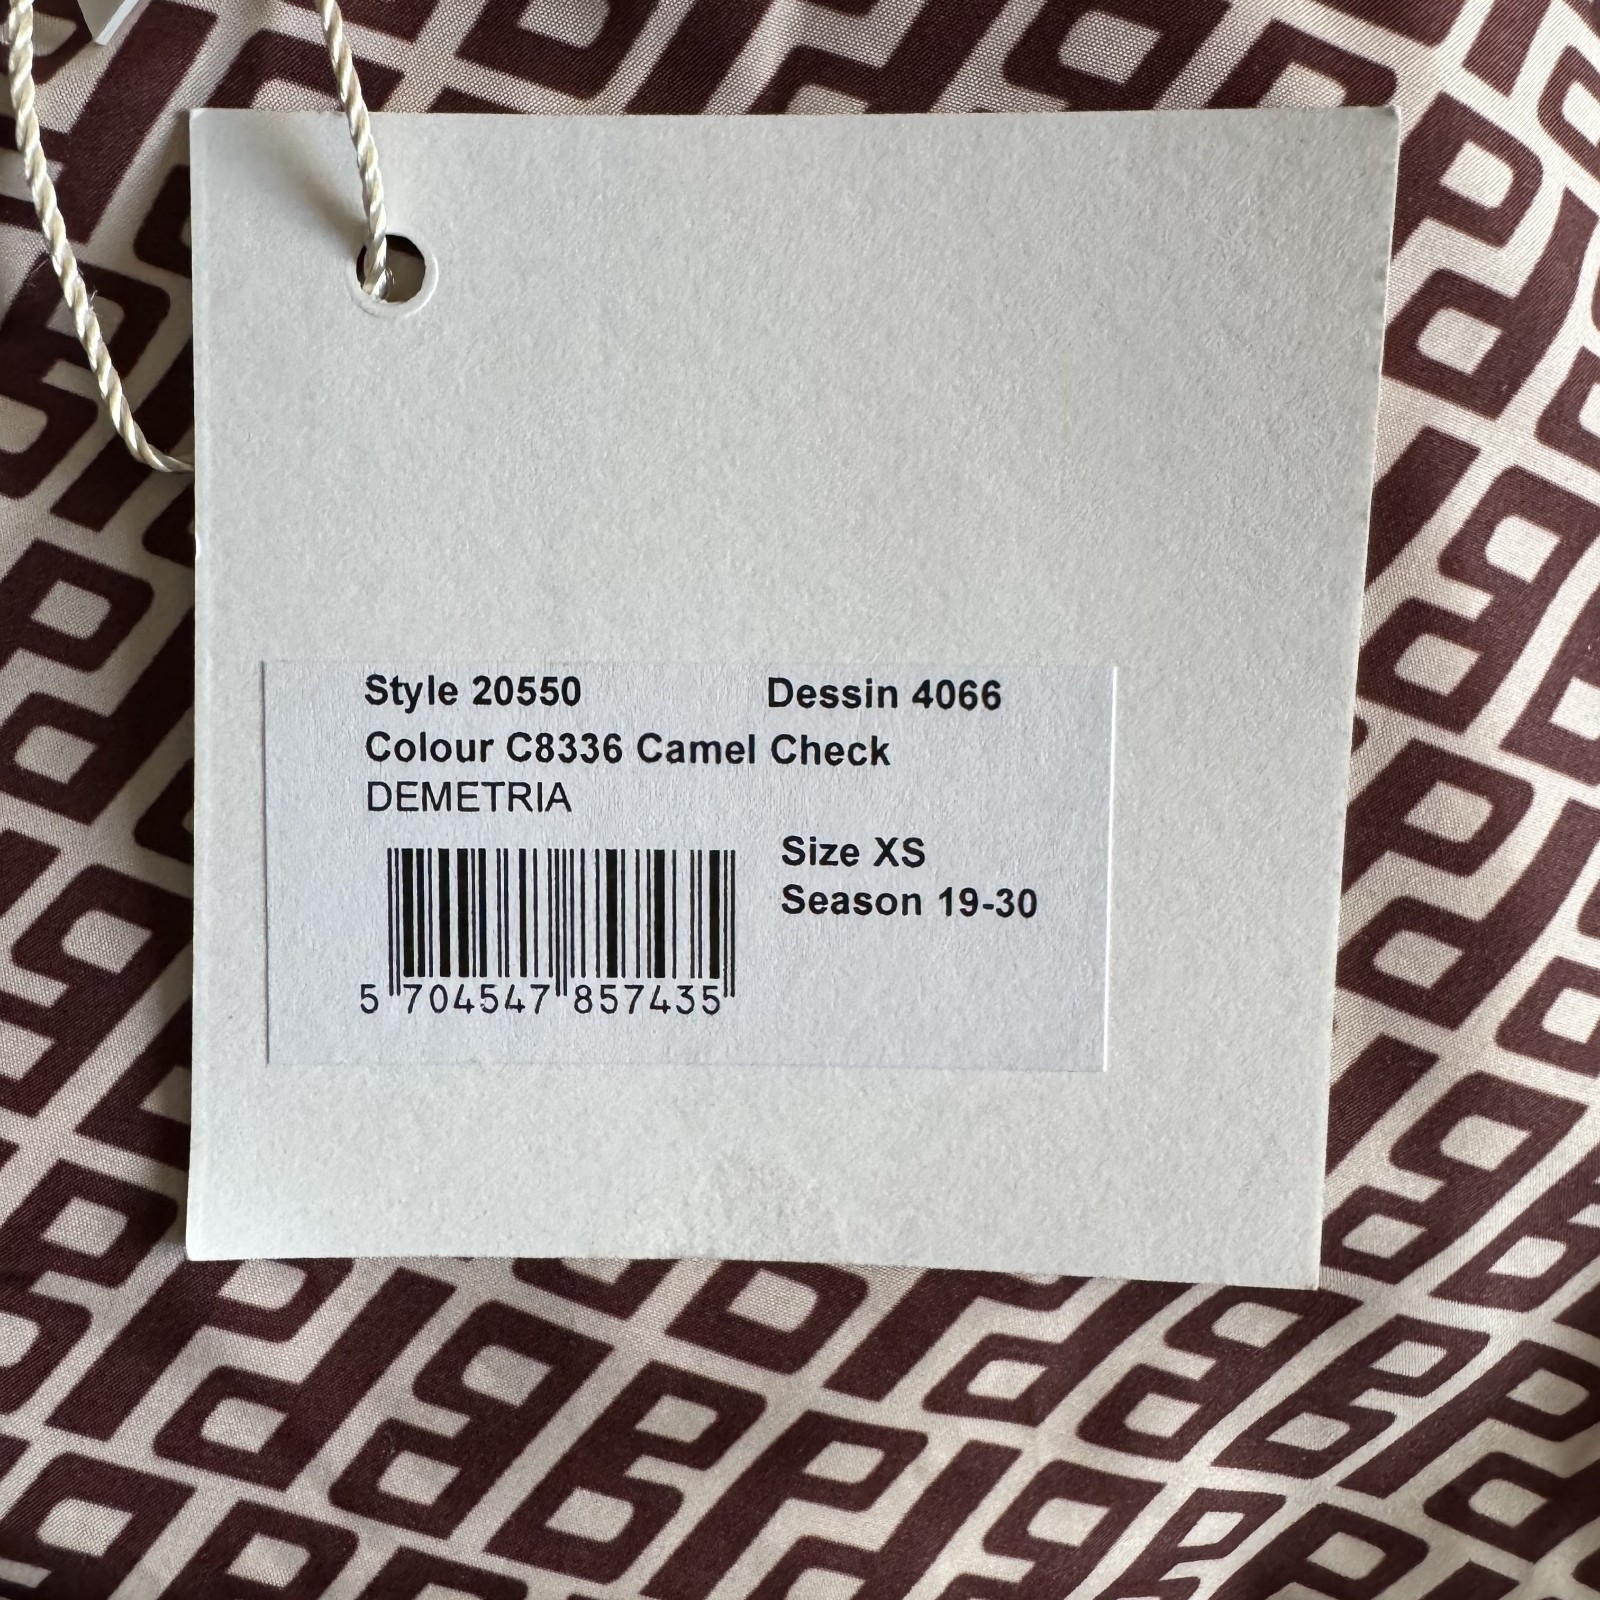 Style 20550 Dessin 4066
Colour C8336 Camel Check
DEMETRIA
Size XS
Season 19-30
5 704547 857435